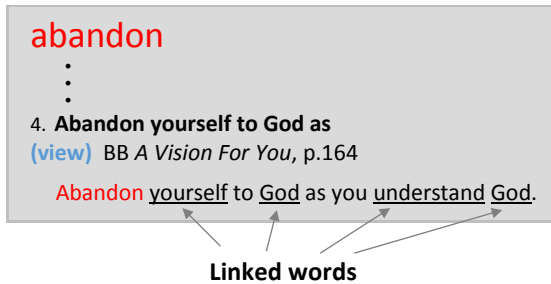 abandon
4. Abandon yourself to God as
(view) BB A Vision For You, p.164
Abandon yourself to God as you understand God.
Linked words